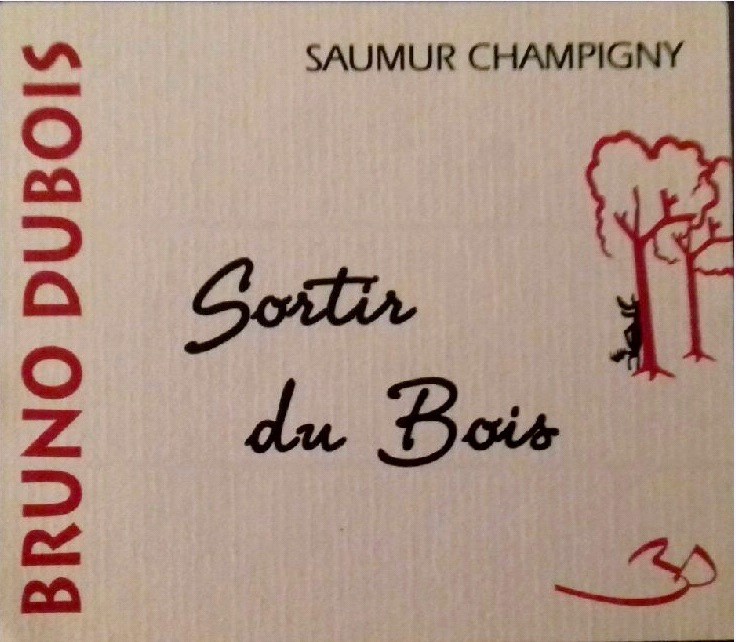 SAUMUR CHAMPIGNY
BRUNO DUBOIS
Sortir
du Bois